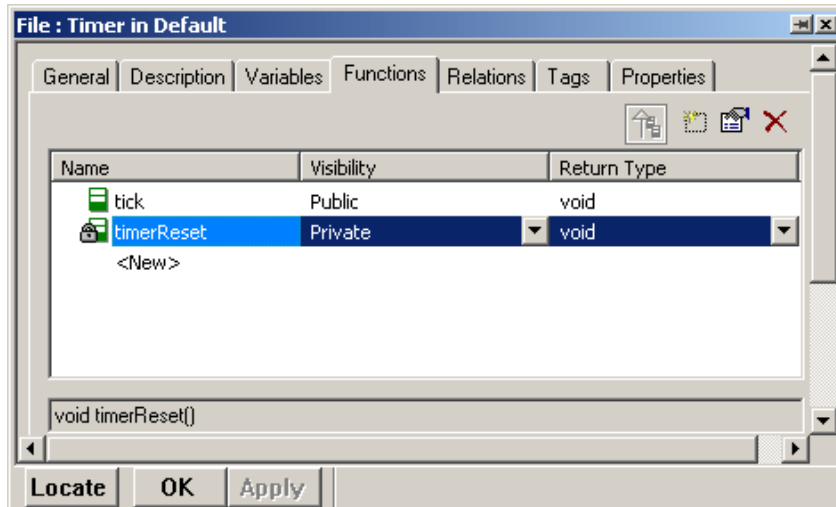 File : Timer in Default
General Description Variables Functions Relations Tags Properties
Name Visibility Return Type
tick Public void
timerReset Private void
<New>
void timerReset()
Locate OK Apply